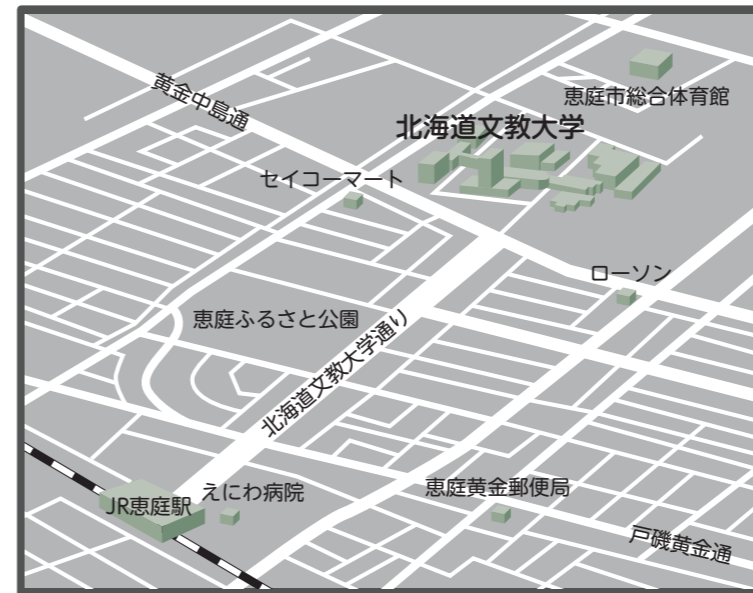 黄金中島通
恵庭市総合体育館
北海道文教大学
セイコーマート
ローソン
恵庭ふるさと公園
北海道文教大学通り
JR恵庭駅
えにわ病院
恵庭黄金郵便局
戸磯黄金通